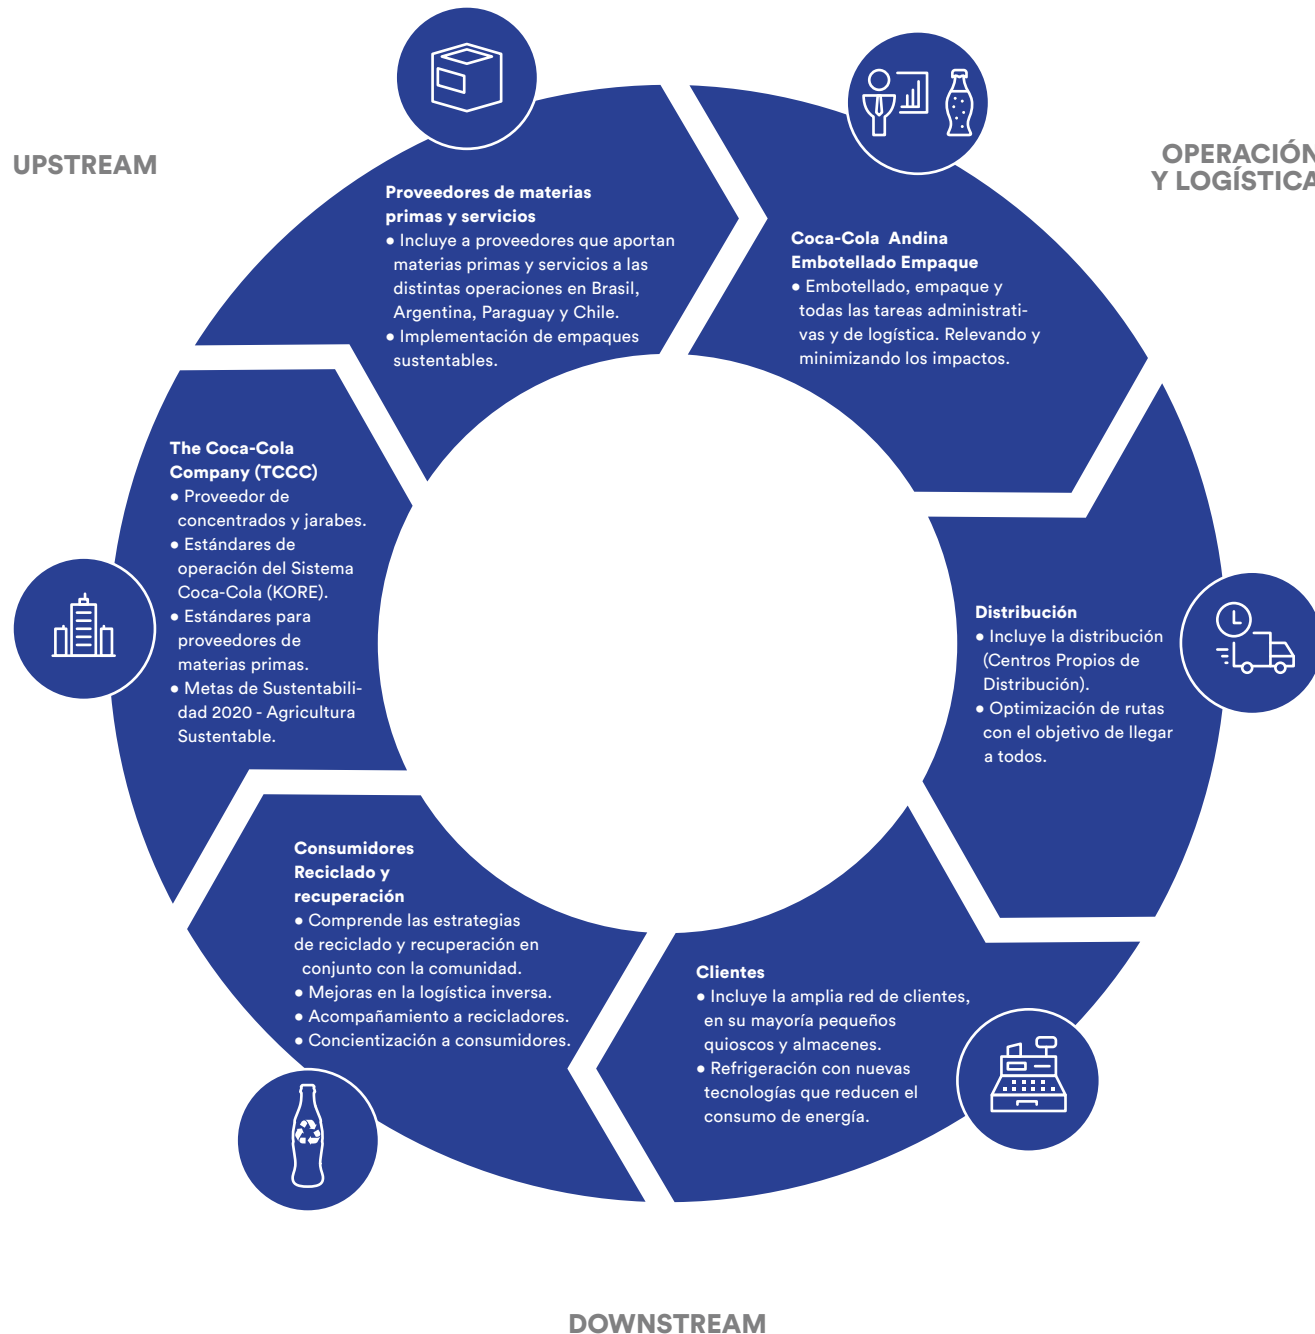 UPSTREAM
OPERACIÓN
Y LOGÍSTICA
Proveedores de materias
primas y servicios
● Incluye a proveedores que aportan
materias primas y servicios a las
distintas operaciones en Brasil,
Argentina, Paraguay y Chile.
● Implementación de empaques
sustentables.
Coca-Cola Andina
Embotellado Empaque
● Embotellado, empaque y
todas las tareas administrati-
vas y de logística. Relevando y
minimizando los impactos.
Distribución
● Incluye la distribución
(Centros Propios de
Distribución).
● Optimización de rutas
con el objetivo de llegar
a todos.
Clientes
● Incluye la amplia red de clientes,
en su mayoría pequeños
quioscos y almacenes.
● Refrigeración con nuevas
tecnologías que reducen el
consumo de energía.
Consumidores
Reciclado y
recuperación
● Comprende las estrategias
de reciclado y recuperación en
conjunto con la comunidad.
● Mejoras en la logística inversa.
● Acompañamiento a recicladores.
● Concientización a consumidores.
The Coca-Cola
Company (TCCC)
● Proveedor de
concentrados y jarabes.
● Estándares de
operación del Sistema
Coca-Cola (KORE).
● Estándares para
proveedores de
materias primas.
● Metas de Sustentabili-
dad 2020 - Agricultura
Sustentable.
DOWNSTREAM